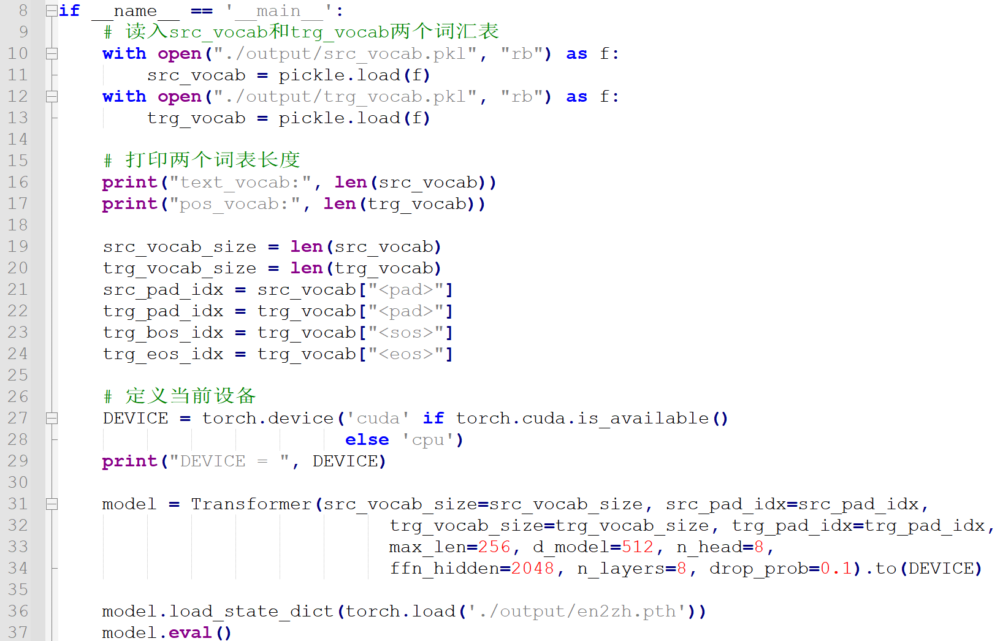 8 if __name__ == '__main__':
9     # 读入src_vocab和trg_vocab两个词汇表
10     with open("./output/src_vocab.pkl", "rb") as f:
11         src_vocab = pickle.load(f)
12     with open("./output/trg_vocab.pkl", "rb") as f:
13         trg_vocab = pickle.load(f)
14
15     # 打印两个词表长度
16     print("text_vocab:", len(src_vocab))
17     print("pos_vocab:", len(trg_vocab))
18
19     src_vocab_size = len(src_vocab)
20     trg_vocab_size = len(trg_vocab)
21     src_pad_idx = src_vocab["<pad>"]
22     trg_pad_idx = trg_vocab["<pad>"]
23     trg_bos_idx = trg_vocab["<sos>"]
24     trg_eos_idx = trg_vocab["<eos>"]
25
26     # 定义当前设备
27     DEVICE = torch.device('cuda' if torch.cuda.is_available()
28                           else 'cpu')
29     print("DEVICE = ", DEVICE)
30
31     model = Transformer(src_vocab_size=src_vocab_size, src_pad_idx=src_pad_idx,
32                               trg_vocab_size=trg_vocab_size, trg_pad_idx=trg_pad_idx,
33                               max_len=256, d_model=512, n_head=8,
34                               ffn_hidden=2048, n_layers=8, drop_prob=0.1).to(DEVICE)
35
36     model.load_state_dict(torch.load('./output/en2zh.pth'))
37     model.eval()